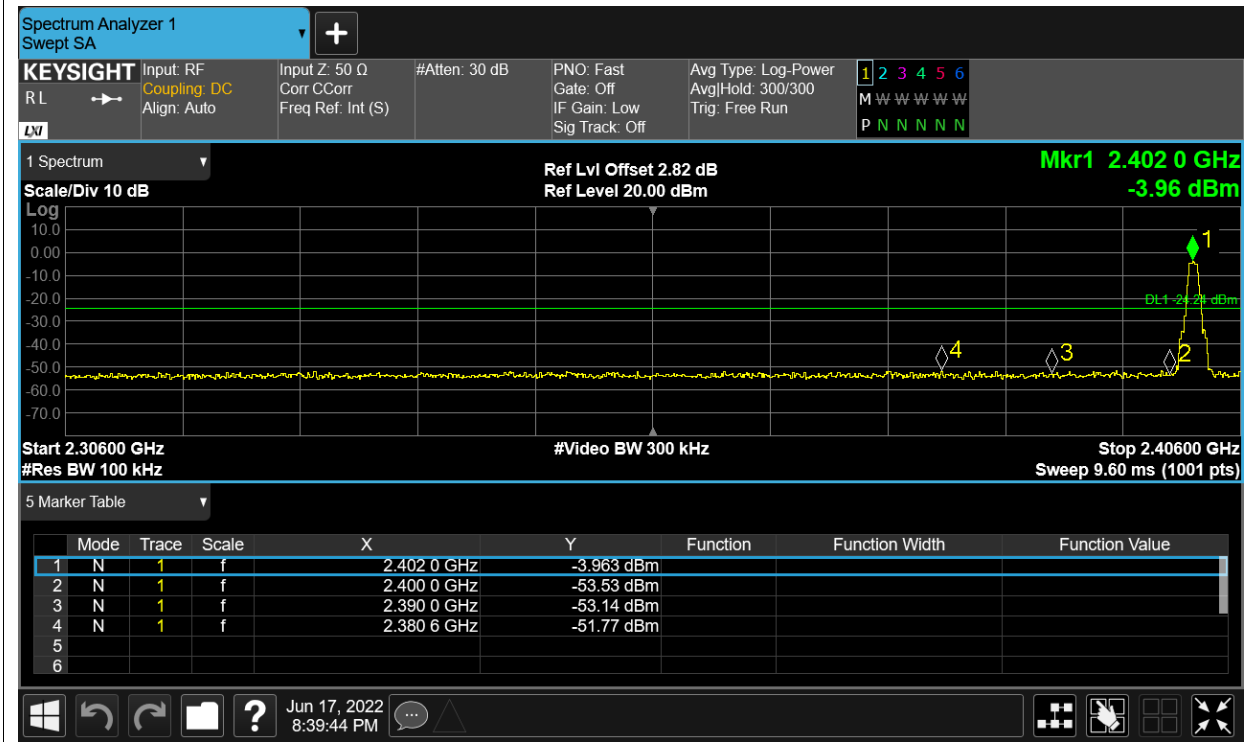 Spectrum Analyzer 1
Swept SA
+
KEYSIGHT Input: RF Input Z: 50 Ω #Atten: 30 dB PNO: Fast Avg Type: Log-Power 1 2 3 4 5 6
R L Coupling: DC Corr CCorr Gate: Off Avg|Hold: 300/300 M W W W W W
Align: Auto Freq Ref: Int (S) IF Gain: Low Trig: Free Run
LXI Sig Track: Off P N N N N N N
1 Spectrum Ref Lvl Offset 2.82 dB Mkr1 2.402 0 GHz
Scale/Div 10 dB Ref Level 20.00 dBm -3.96 dBm
Log
10.0
0.00
-10.0
-20.0
-30.0
-40.0
-50.0
-60.0
-70.0
1
DL1 -24.24 dBm
4 3 2
Start 2.30600 GHz #Video BW 300 kHz Stop 2.40600 GHz
#Res BW 100 kHz Sweep 9.60 ms (1001 pts)
5 Marker Table
Mode Trace Scale X Y Function Function Width Function Value
1 N 1 f 2.402 0 GHz -3.963 dBm
2 N 1 f 2.400 0 GHz -53.53 dBm
3 N 1 f 2.390 0 GHz -53.14 dBm
4 N 1 f 2.380 6 GHz -51.77 dBm
5
6
? Jun 17, 2022
8:39:44 PM